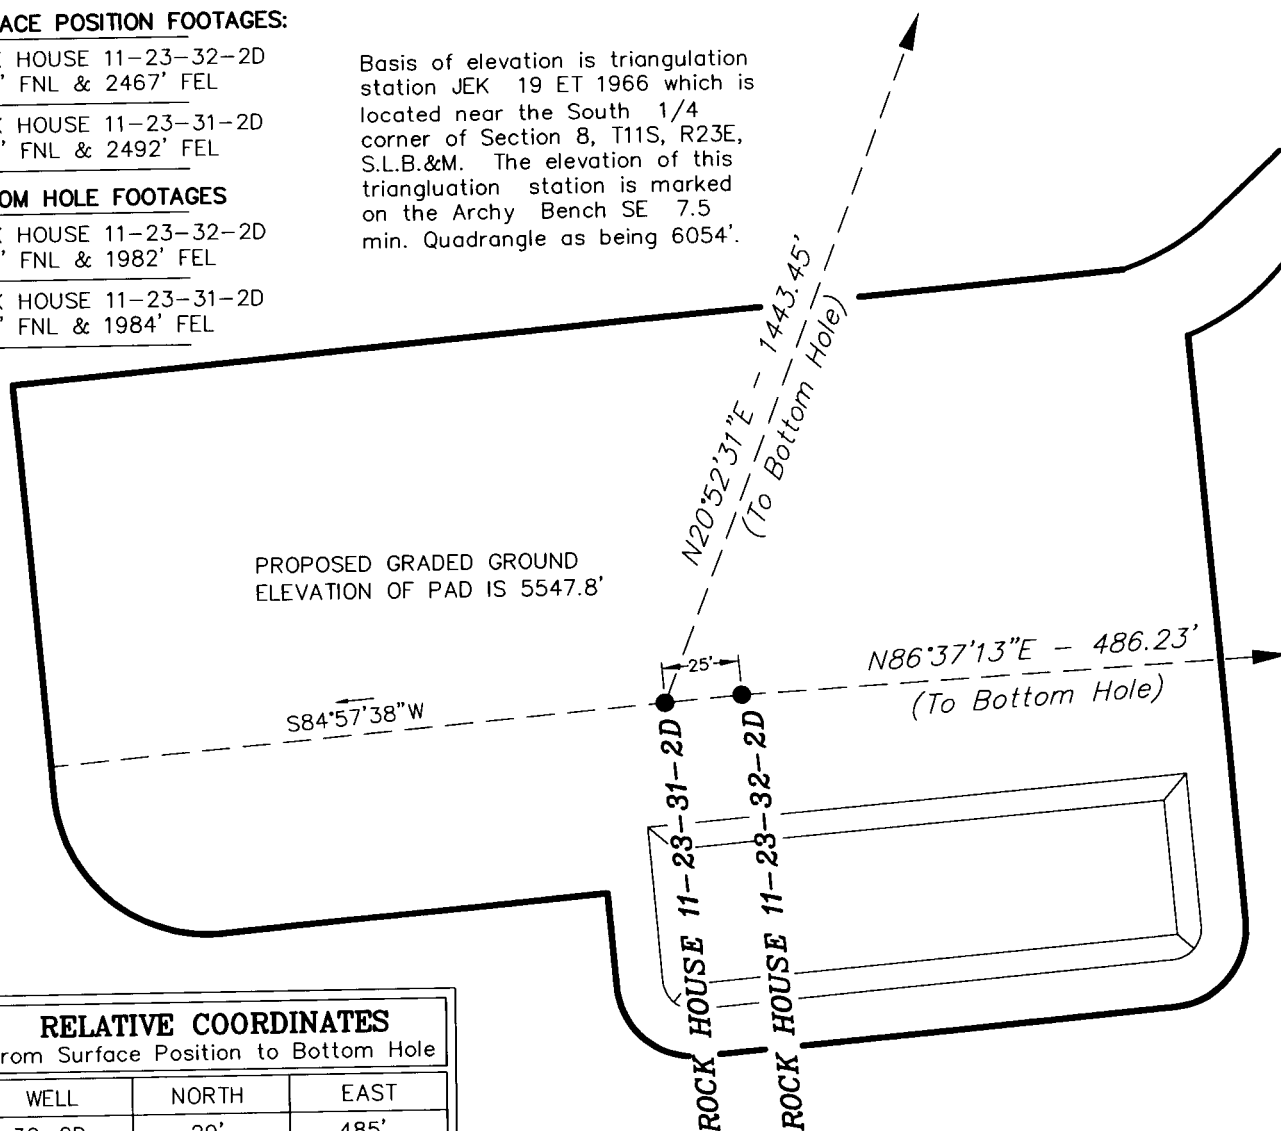 POSITION FOOTAGES:
HOUSE 11-23-32-2D
FNL & 2467' FEL
HOUSE 11-23-31-2D
FNL & 2492' FEL
HOLE FOOTAGES
HOUSE 11-23-32-2D
FNL & 1982' FEL
HOUSE 11-23-31-2D
FNL & 1984' FEL
Basis of elevation is triangulation
station JEK 19 ET 1966 which is
located near the South 1/4
corner of Section 8, T11S, R23E,
S.L.B.&M. The elevation of this
triangluation station is marked
on the Archy Bench SE 7.5
min. Quadrangle as being 6054'.
N20°52'31"E - 1443.45'
(To Bottom Hole)
PROPOSED GRADED GROUND
ELEVATION OF PAD IS 5547.8'
25'
N86°37'13"E - 486.23'
(To Bottom Hole)
S84°57'38"W
ROCK HOUSE 11-23-31-2D
ROCK HOUSE 11-23-32-2D
RELATIVE COORDINATES
From Surface Position to Bottom Hole
WELL NORTH EAST
485'